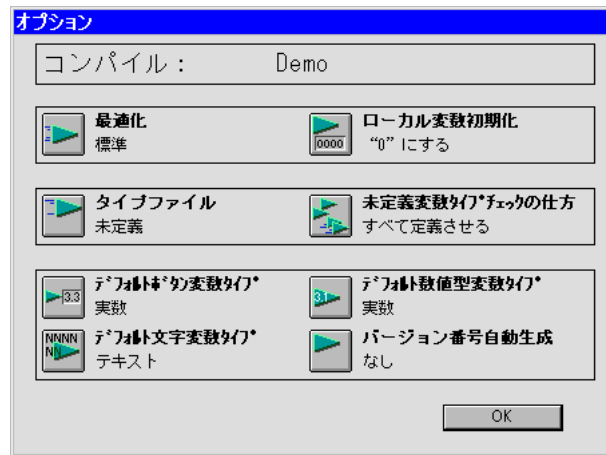 オプション
コンパイル： Demo
最適化
標準
0000
ローカル変数初期化
“0” にする
タイプファイル
未定義
未定義変数ﾀｲﾌﾟﾁｪｯｸの仕方
すべて定義させる
3.3
ﾃﾞﾌｫﾙﾄﾎﾞﾀﾝ変数ﾀｲﾌﾟ
実数
ﾃﾞﾌｫﾙﾄ数値型変数ﾀｲﾌﾟ
実数
NNNN
NN
ﾃﾞﾌｫﾙﾄ文字変数ﾀｲﾌﾟ
テキスト
バージョン番号自動生成
なし
OK